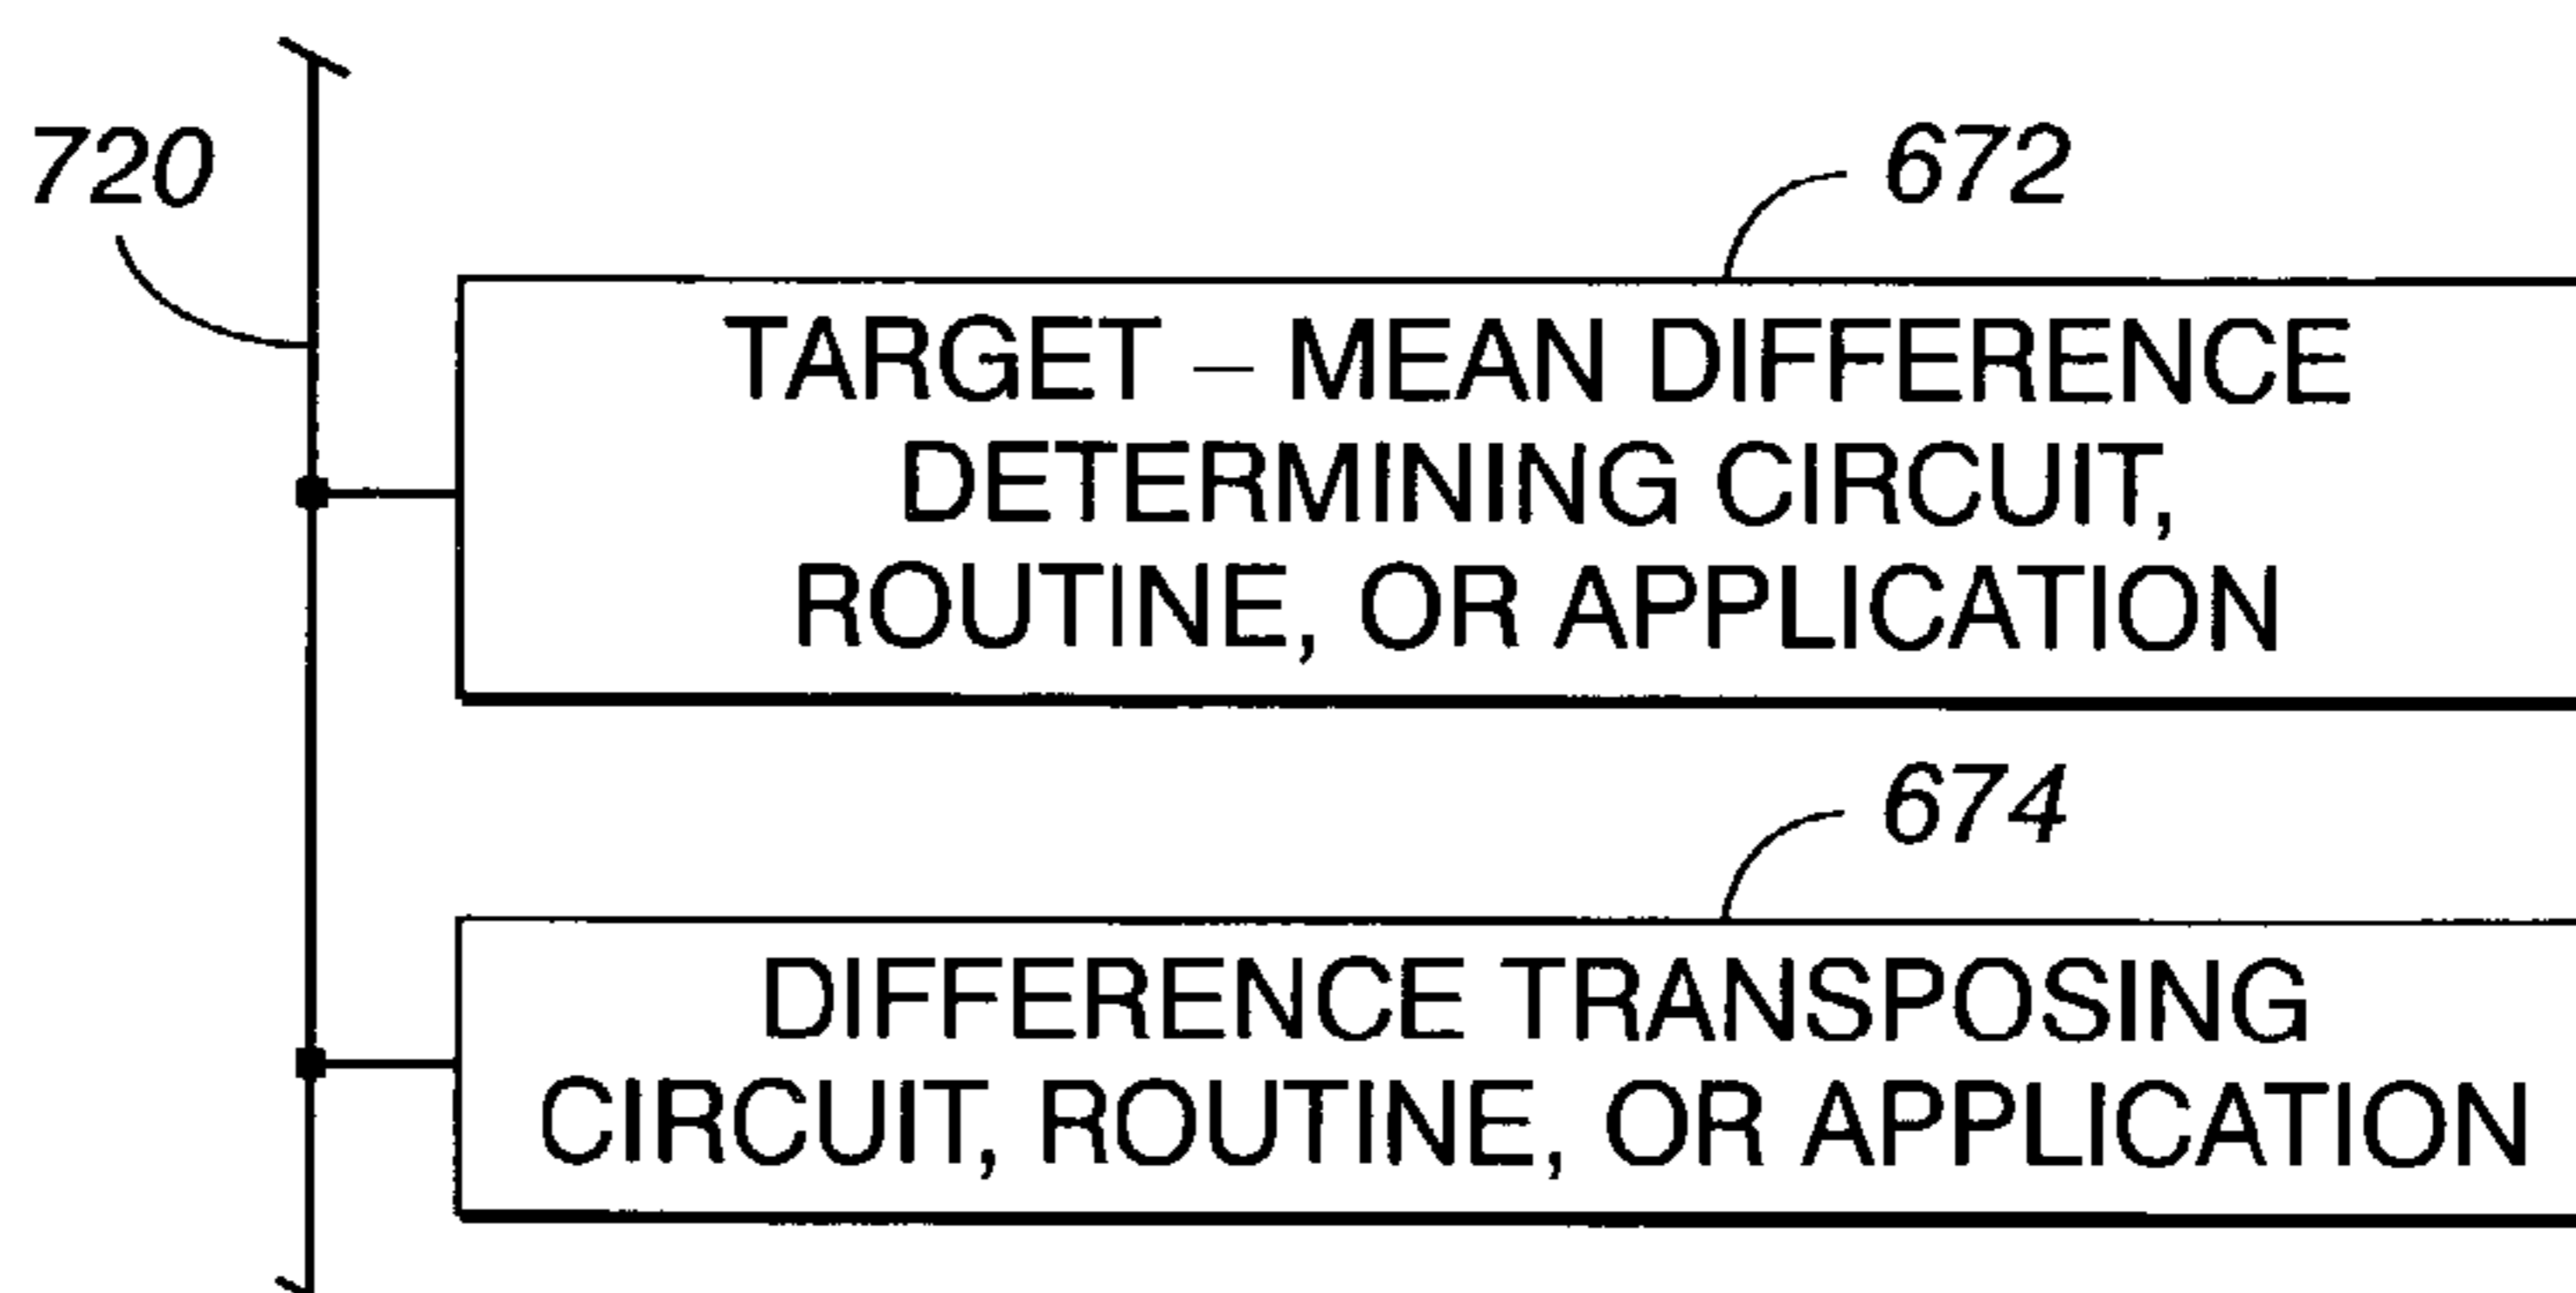 720
672
TARGET – MEAN DIFFERENCE
DETERMINING CIRCUIT,
ROUTINE, OR APPLICATION
674
DIFFERENCE TRANSPOSING
CIRCUIT, ROUTINE, OR APPLICATION